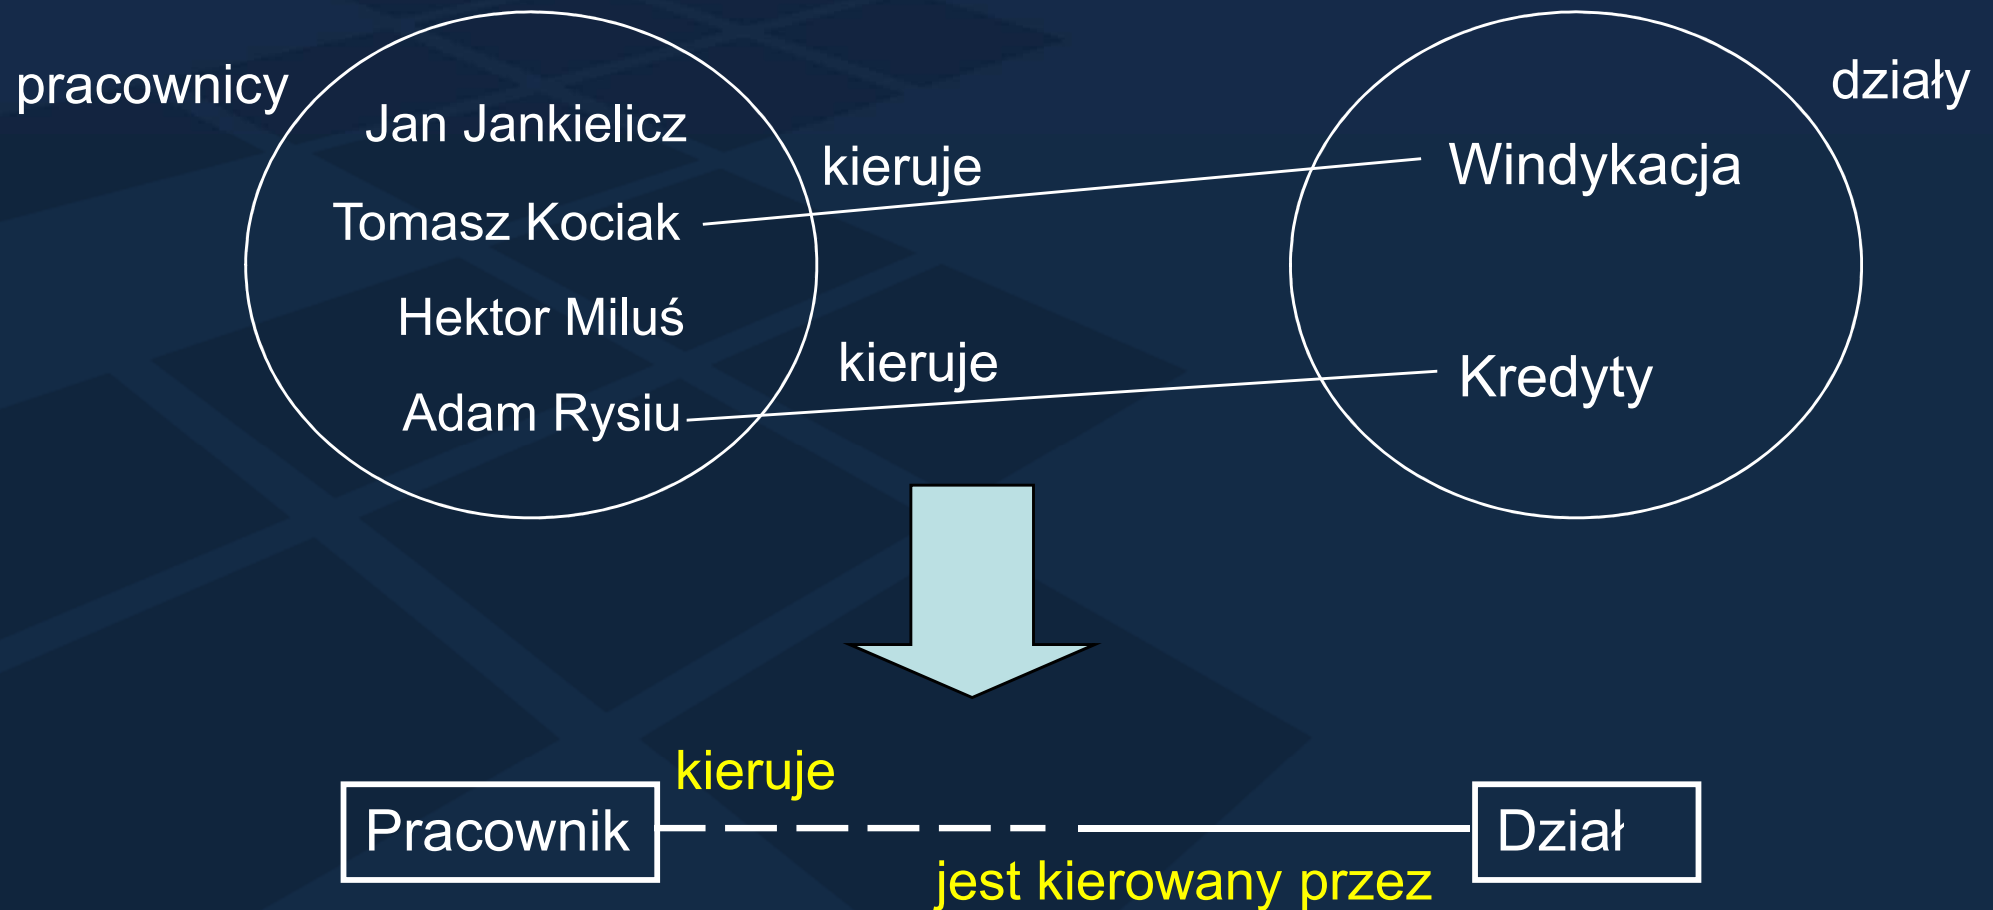 pracownicy
działy
Jan Jankielicz
Tomasz Kociak
Hektor Miluś
Adam Rysiu
kieruje
kieruje
Windykacja
Kredyty
kieruje
Pracownik
Dział
jest kierowany przez